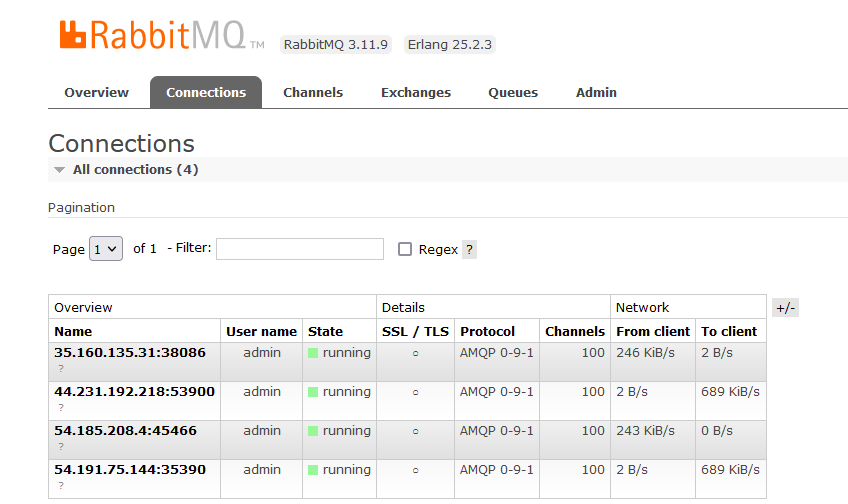 RabbitMQ TM RabbitMQ 3.11.9 Erlang 25.2.3
Overview Connections Channels Exchanges Queues Admin
Connections
All connections (4)
Pagination
Page 1 of 1 - Filter: Regex ?
Overview Details Network +/-
Name User name State SSL / TLS Protocol Channels From client To client
35.160.135.31:38086 admin running ○ AMQP 0-9-1 100 246 KiB/s 2 B/s
?
44.231.192.218:53900 admin running ○ AMQP 0-9-1 100 2 B/s 689 KiB/s
?
54.185.208.4:45466 admin running ○ AMQP 0-9-1 100 243 KiB/s 0 B/s
?
54.191.75.144:35390 admin running ○ AMQP 0-9-1 100 2 B/s 689 KiB/s
?